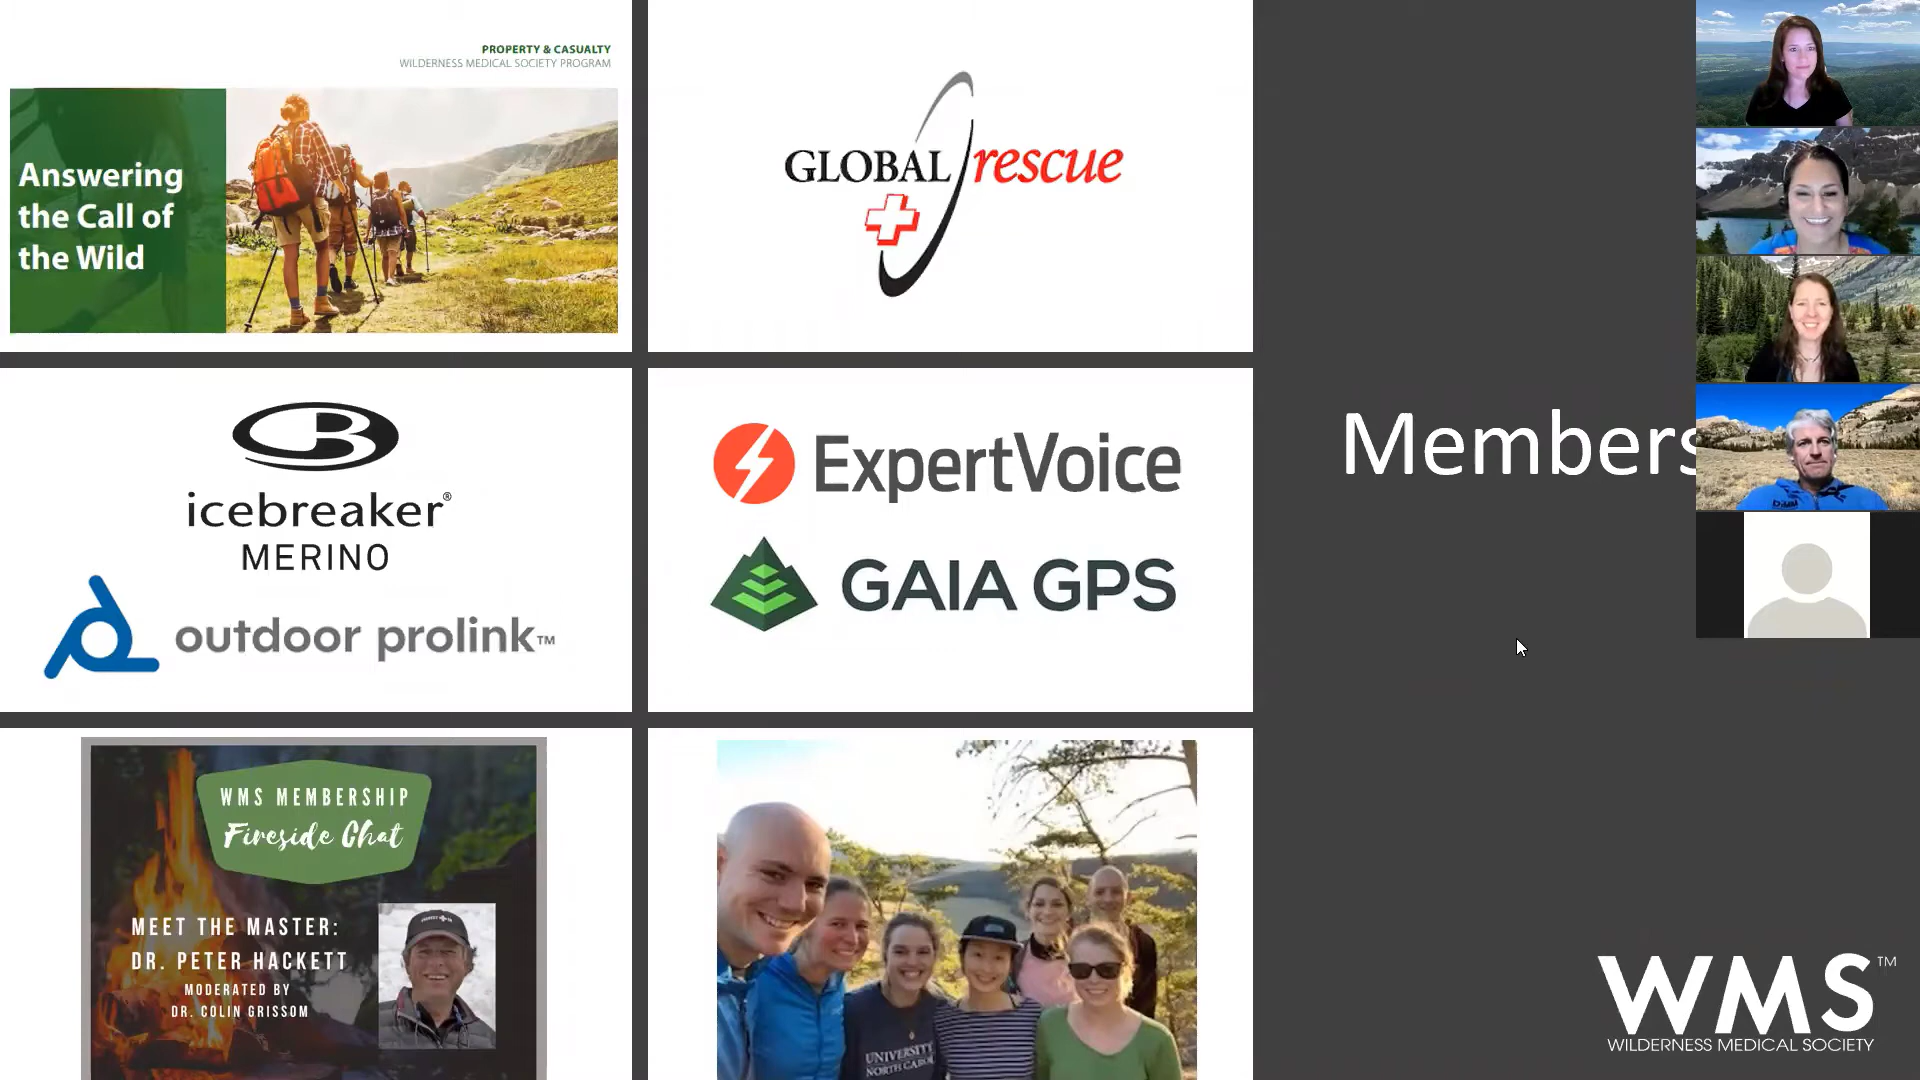 PROPERTY & CASUALTY
WILDERNESS MEDICAL SOCIETY PROGRAM
Answering
the Call of
the Wild
GLOBAL rescue
icebreaker®
MERINO
outdoor prolink™
ExpertVoice
GAIA GPS
Members
WMS MEMBERSHIP
Fireside Chat
MEET THE MASTER:
DR. PETER HACKETT
MODERATED BY
DR. COLIN GRISSOM
UNIVERSITY
WMS™
WILDERNESS MEDICAL SOCIETY